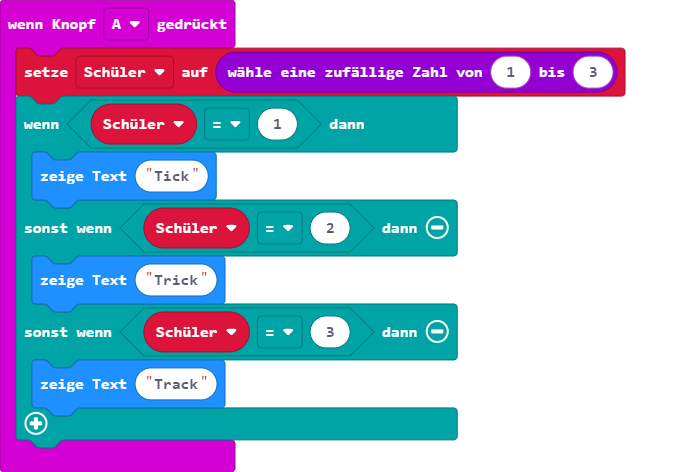 wenn Knopf A gedrückt
setze Schüler auf wähle eine zufällige Zahl von 1 bis 3
wenn Schüler = 1 dann
zeige Text "Tick"
sonst wenn Schüler = 2 dann
zeige Text "Trick"
sonst wenn Schüler = 3 dann
zeige Text "Track"